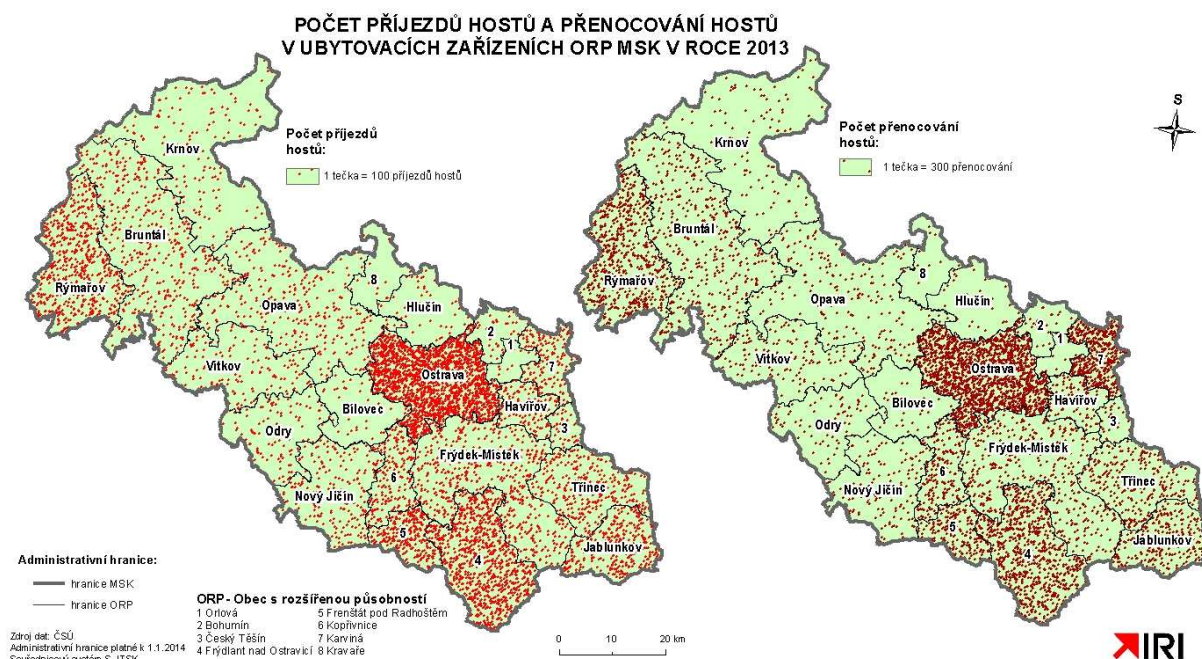 POČET PŘÍJEZDŮ HOSTŮ A PŘENOCOVÁNÍ HOSTŮ
V UBYTOVACÍCH ZAŘÍZENÍCH ORP MSK V ROCE 2013
S
Počet příjezdů
hostů:
1 tečka = 100 příjezdů hostů
Krnov
Bruntál
Rýmařov
8
Opava
Hlučín
2
1
7
Vítkov
Ostrava
Bílovec
Havířov
3
Odry
Frýdek-Místek
6
Nový Jičín
Třinec
5
4
Jablunkov
Počet přenocování
hostů:
1 tečka = 300 přenocování
Krnov
Bruntál
Rýmařov
8
Opava
Hlučín
2
1
7
Vítkov
Ostrava
Bílovec
Havířov
3
Odry
Frýdek-Místek
6
Nový Jičín
Třinec
5
4
Jablunkov
Administrativní hranice:
hranice MSK
hranice ORP
Zdroj dat: ČSÚ
Administrativní hranice platné k 1.1.2014
Souřadnicový systém S-JTSK
ORP - Obec s rozšířenou působností
1 Orlová
2 Bohumín
3 Český Těšín
4 Frýdlant nad Ostravicí
5 Frenštát pod Radhoštěm
6 Kopřivnice
7 Karviná
8 Kravaře
0 10 20 km
IRI